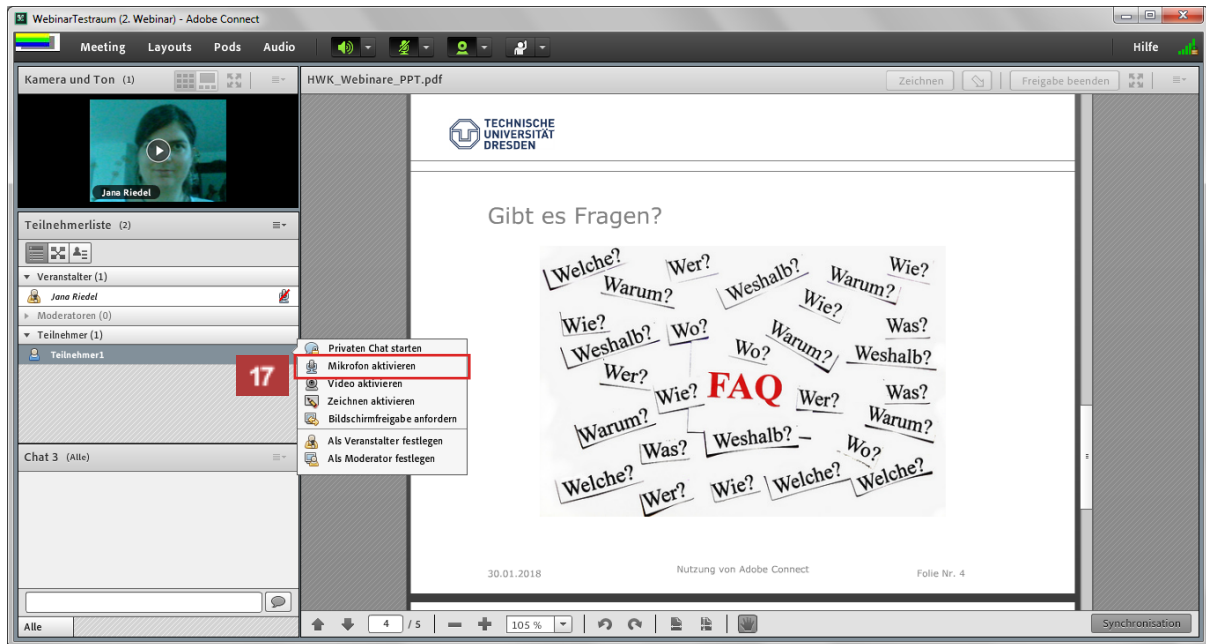 WebinarTestraum (2. Webinar) - Adobe Connect
Meeting Layouts Pods Audio Hilfe
Kamera und Ton (1)
Jana Riedel
Teilnehmerliste (2)
Veranstalter (1)
Jana Riedel
Moderatoren (0)
Teilnehmer (1)
Teilnehmer1
17
Privaten Chat starten
Mikrofon aktivieren
Video aktivieren
Zeichnen aktivieren
Bildschirmfreigabe anfordern
Als Veranstalter festlegen
Als Moderator festlegen
Chat 3 (Alle)
Alle
HWK_Webinare_PPT.pdf Zeichnen Freigabe beenden
TECHNISCHE
UNIVERSITÄT
DRESDEN
Gibt es Fragen?
Welche? Wer? Weshalb? Warum? Wie?
Warum? Wie?
Wie? Weshalb? Wo? Warum? Was?
Wo? Weshalb?
Wer? Wie? FAQ Wer? Was?
Warum? Warum?
Was? Weshalb? Wo?
Welche? Wer? Wie? Welche? Welche?
30.01.2018 Nutzung von Adobe Connect Folie Nr. 4
4 / 5 105 % Synchronisation